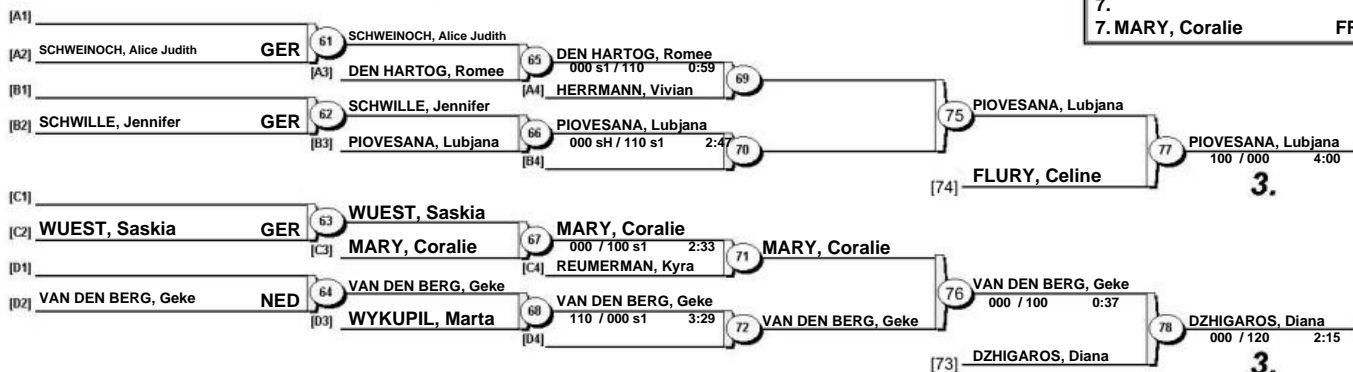 7.
7. MARY, Coralie FR
[A1]
[A2] SCHWEINOCH, Alice Judith GER
61
SCHWEINOCH, Alice Judith
[A3] DEN HARTOG, Romee
65
DEN HARTOG, Romee
000 s1 / 110 0:59
[A4] HERRMANN, Vivian
69
[B1]
[B2] SCHWILLE, Jennifer GER
62
SCHWILLE, Jennifer
[B3] PIOVESANA, Lubjana
66
PIOVESANA, Lubjana
000 sH / 110 s1 2:47
[B4]
70
75
PIOVESANA, Lubjana
[74] FLURY, Celine
77
PIOVESANA, Lubjana
100 / 000 4:00
3.
[C1]
[C2] WUEST, Saskia GER
63
WUEST, Saskia
[C3] MARY, Coralie
67
MARY, Coralie
000 / 100 s1 2:33
[C4] REUMERMAN, Kyra
71
MARY, Coralie
[D1]
[D2] VAN DEN BERG, Geke NED
64
VAN DEN BERG, Geke
[D3] WYKUPIL, Marta
68
VAN DEN BERG, Geke
110 / 000 s1 3:29
[D4]
72
VAN DEN BERG, Geke
76
VAN DEN BERG, Geke
000 / 100 0:37
[73] DZHIGAROS, Diana
78
DZHIGAROS, Diana
000 / 120 2:15
3.